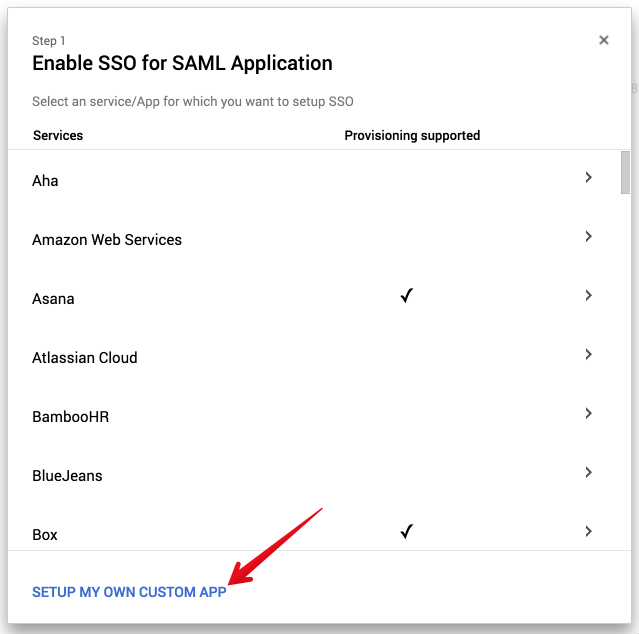 Step 1
Enable SSO for SAML Application
Select an service/App for which you want to setup SSO
Services Provisioning supported
Aha
Amazon Web Services
Asana ✓
Atlassian Cloud
BambooHR
BlueJeans
Box ✓
SETUP MY OWN CUSTOM APP